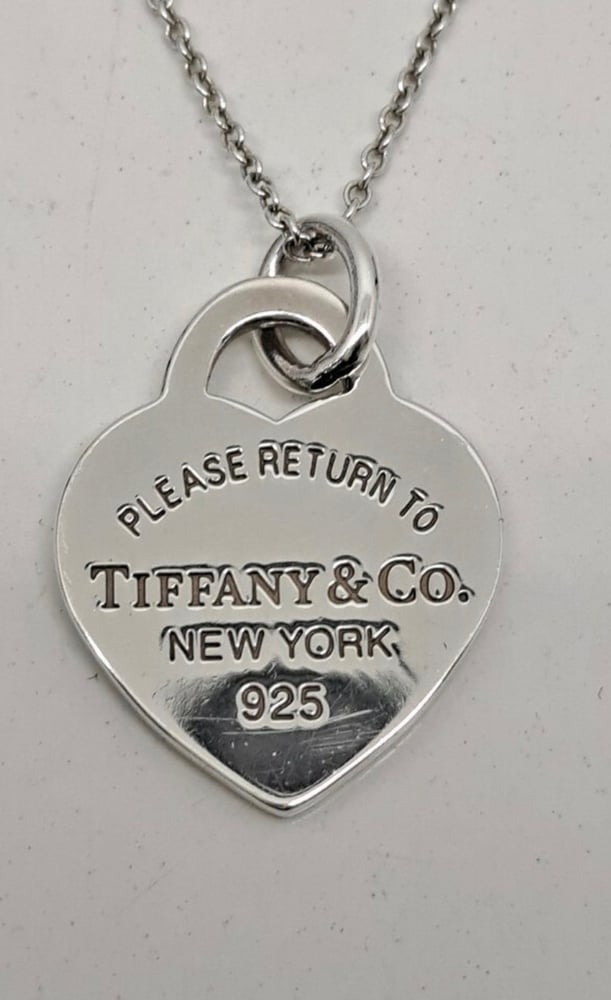 PLEASE RETURN TO
TIFFANY & CO.
NEW YORK
925